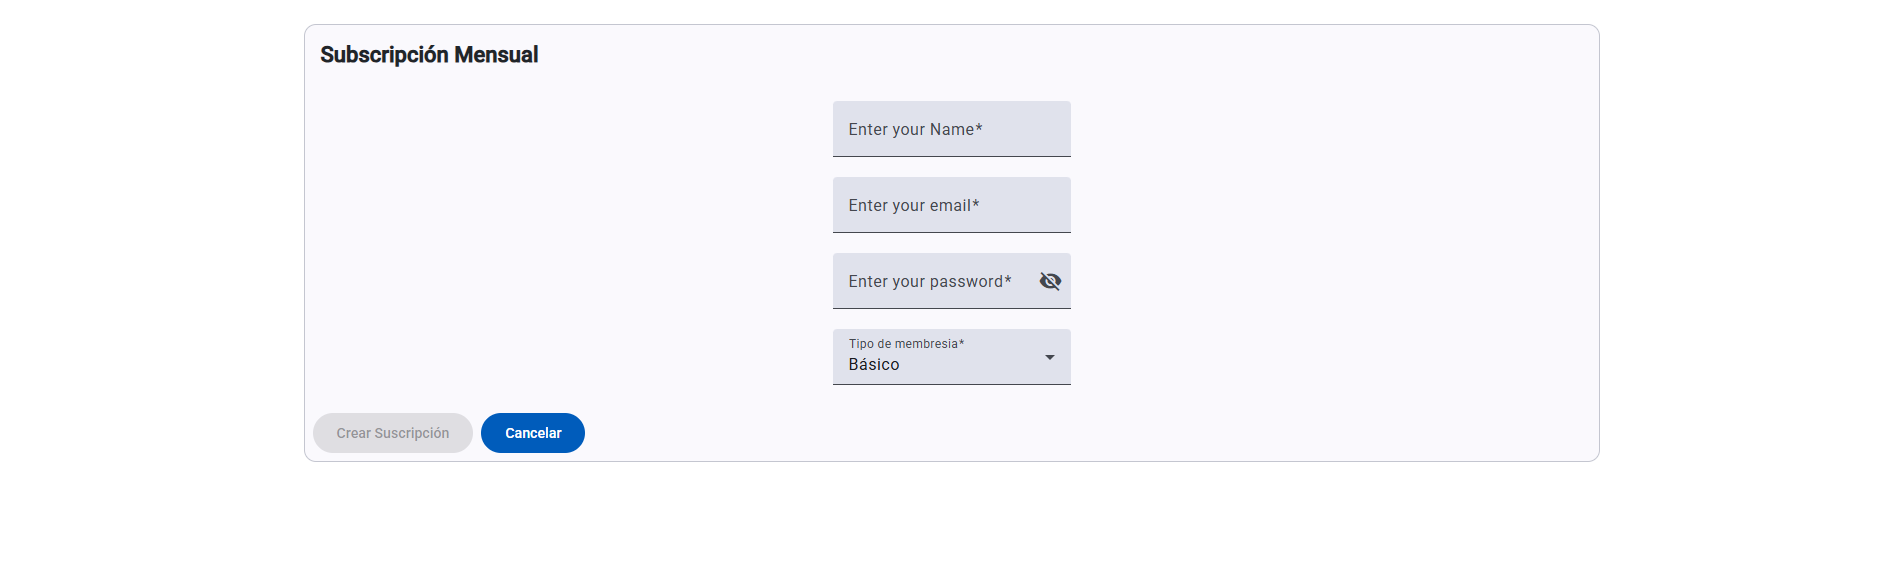 Subscripción Mensual
Enter your Name*
Enter your email*
Enter your password*
Tipo de membresia*
Básico
Crear Suscripción
Cancelar